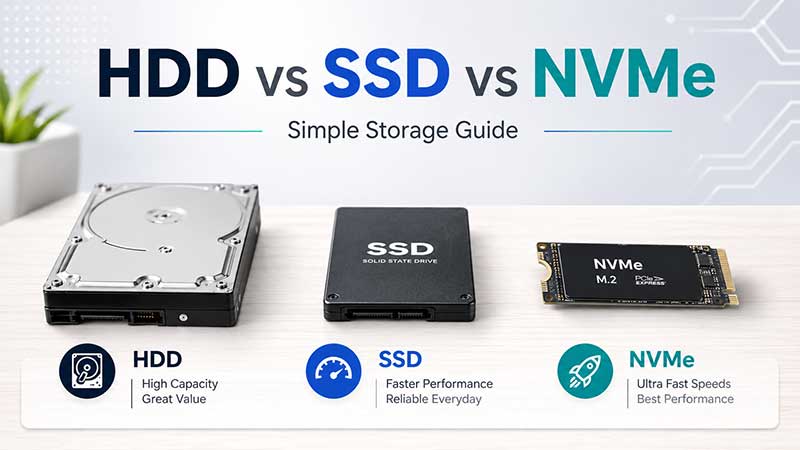 HDD vs SSD vs NVMe
Simple Storage Guide
SSD
SOLID STATE DRIVE
NVMe
M.2
PCIe
EXPRESS
HDD
High Capacity
Great Value
SSD
Faster Performance
Reliable Everyday
NVMe
Ultra Fast Speeds
Best Performance